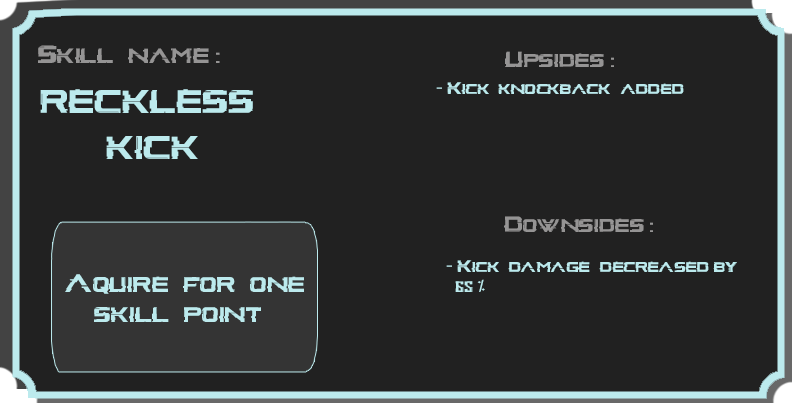 Skill name:
Reckless
Kick
Aquire for one
skill point
Upsides:
- Kick knockback added
Downsides:
- Kick damage decreased by
65 %